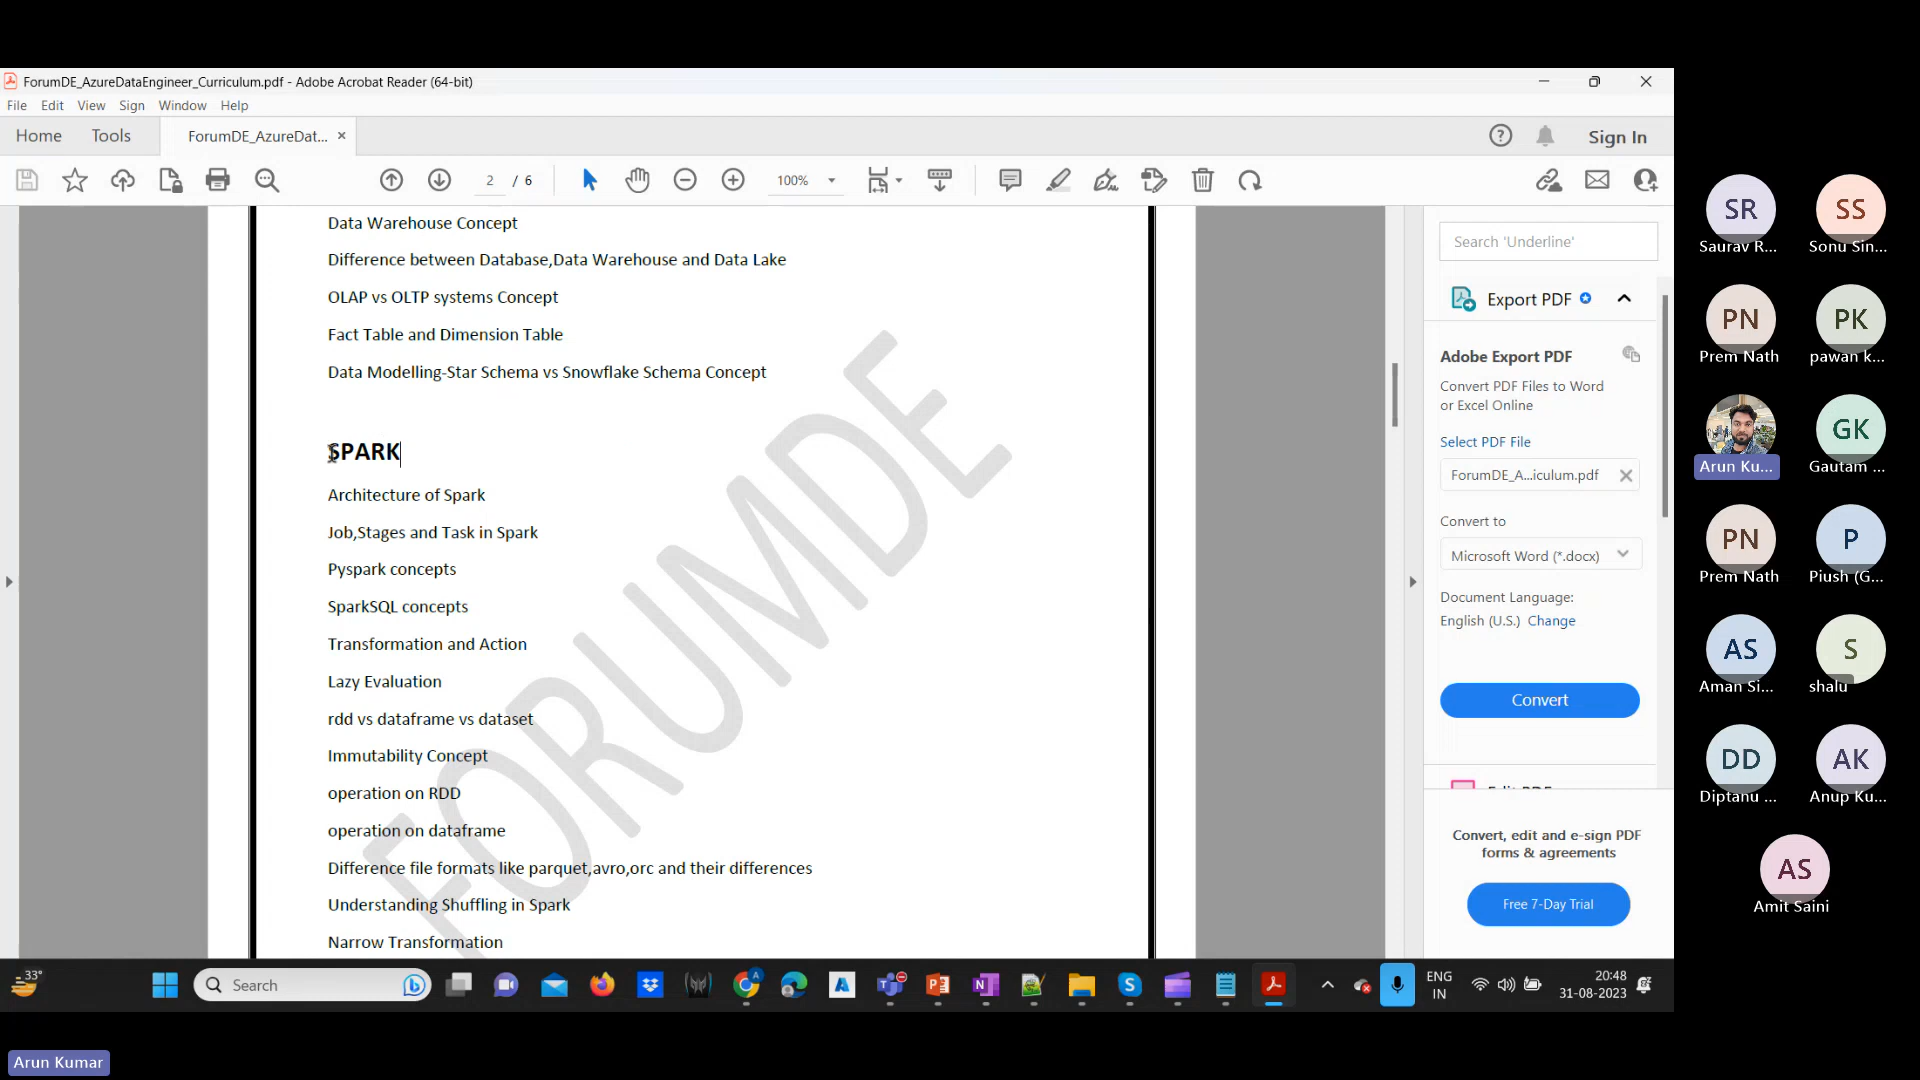 ForumDE_AzureDataEngineer_Curriculum.pdf - Adobe Acrobat Reader (64-bit)
File Edit View Sign Window Help
Home Tools ForumDE_AzureDat... Sign In
2 / 6 100%
Data Warehouse Concept
Difference between Database,Data Warehouse and Data Lake
OLAP vs OLTP systems Concept
Fact Table and Dimension Table
Data Modelling-Star Schema vs Snowflake Schema Concept
SPARK
Architecture of Spark
Job,Stages and Task in Spark
Pyspark concepts
SparkSQL concepts
Transformation and Action
Lazy Evaluation
rdd vs dataframe vs dataset
Immutability Concept
operation on RDD
operation on dataframe
Difference file formats like parquet,avro,orc and their differences
Understanding Shuffling in Spark
Narrow Transformation
FORUMDE
Search 'Underline'
Export PDF
Adobe Export PDF
Convert PDF Files to Word
or Excel Online
Select PDF File
ForumDE_A...iculum.pdf
Convert to
Microsoft Word (*.docx)
Document Language:
English (U.S.) Change
Convert
Edit PDF
Convert, edit and e-sign PDF
forms & agreements
Free 7-Day Trial
SR SS
Saurav R... Sonu Sin...
PN PK
Prem Nath pawan k...
GK
Arun Ku... Gautam ...
PN P
Prem Nath Piush (G...
AS S
Aman Si... shalu
DD AK
Diptanu ... Anup Ku...
AS
Amit Saini
33°
Search
ENG
IN
20:48
31-08-2023
Arun Kumar